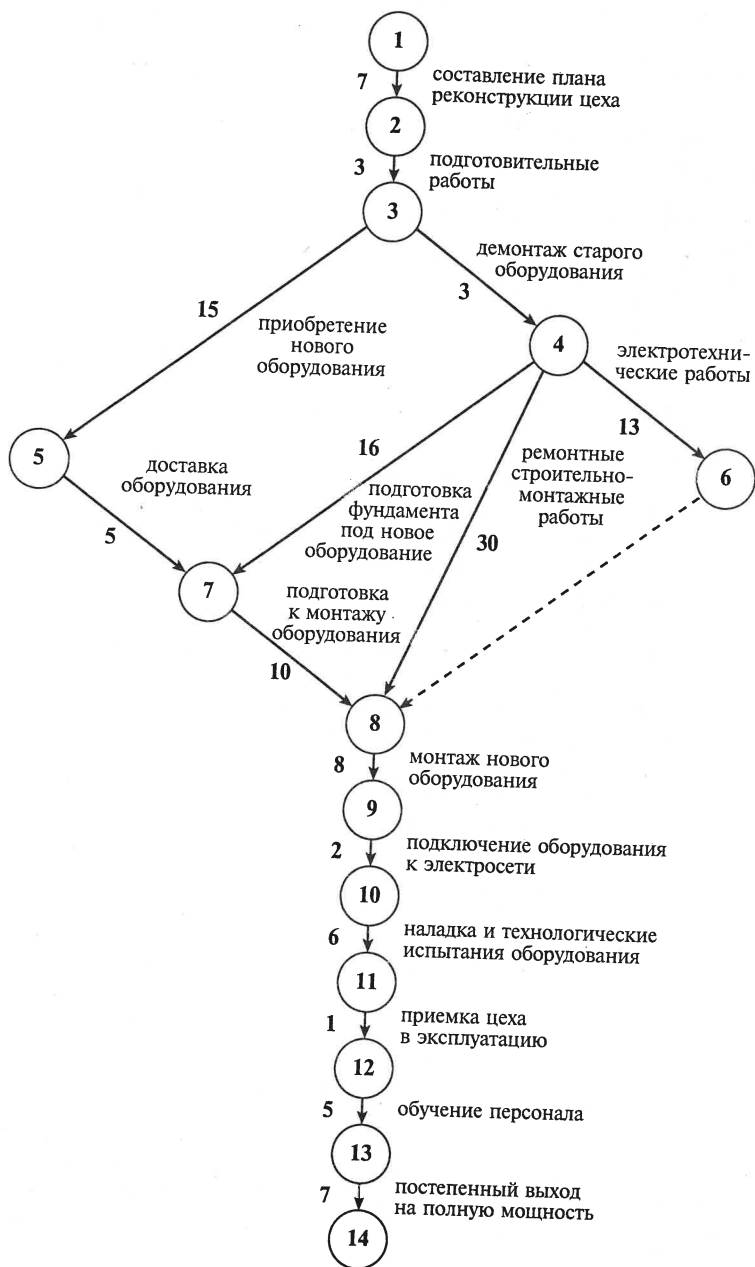 1
7
составление плана
реконструкции цеха
2
3
подготовительные
работы
3
демонтаж старого
оборудования
3
15
приобретение
нового
оборудования
4
электротехни-
ческие работы
13
5
доставка
оборудования
5
16
подготовка
фундамента
под новое
оборудование
ремонтные
строительно-
монтажные
работы
30
6
7
подготовка
к монтажу
оборудования
10
8
8
монтаж нового
оборудования
9
2
подключение оборудования
к электросети
10
6
наладка и технологические
испытания оборудования
11
1
приемка цеха
в эксплуатацию
12
5
обучение персонала
13
7
постепенный выход
на полную мощность
14